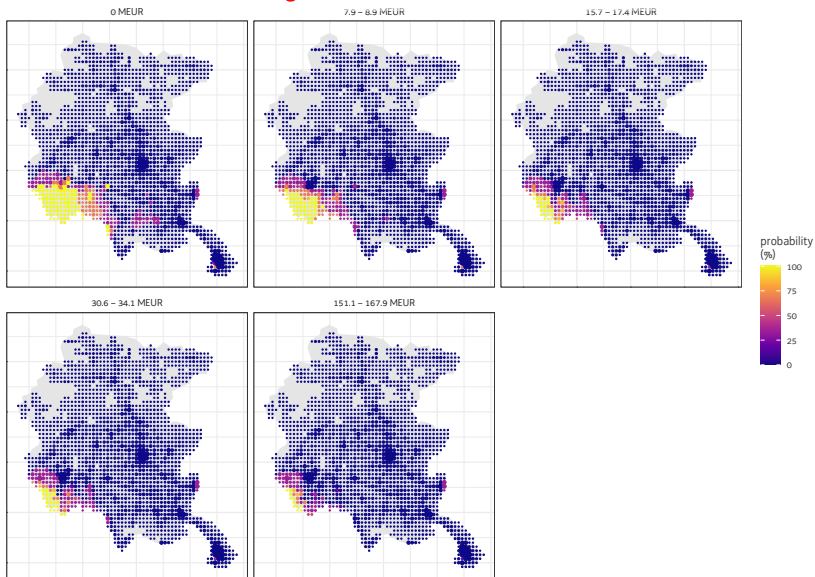 0 MEUR
7.9 – 8.9 MEUR
15.7 – 17.4 MEUR
probability
(%)
100
75
50
25
0
30.6 – 34.1 MEUR
151.1 – 167.9 MEUR